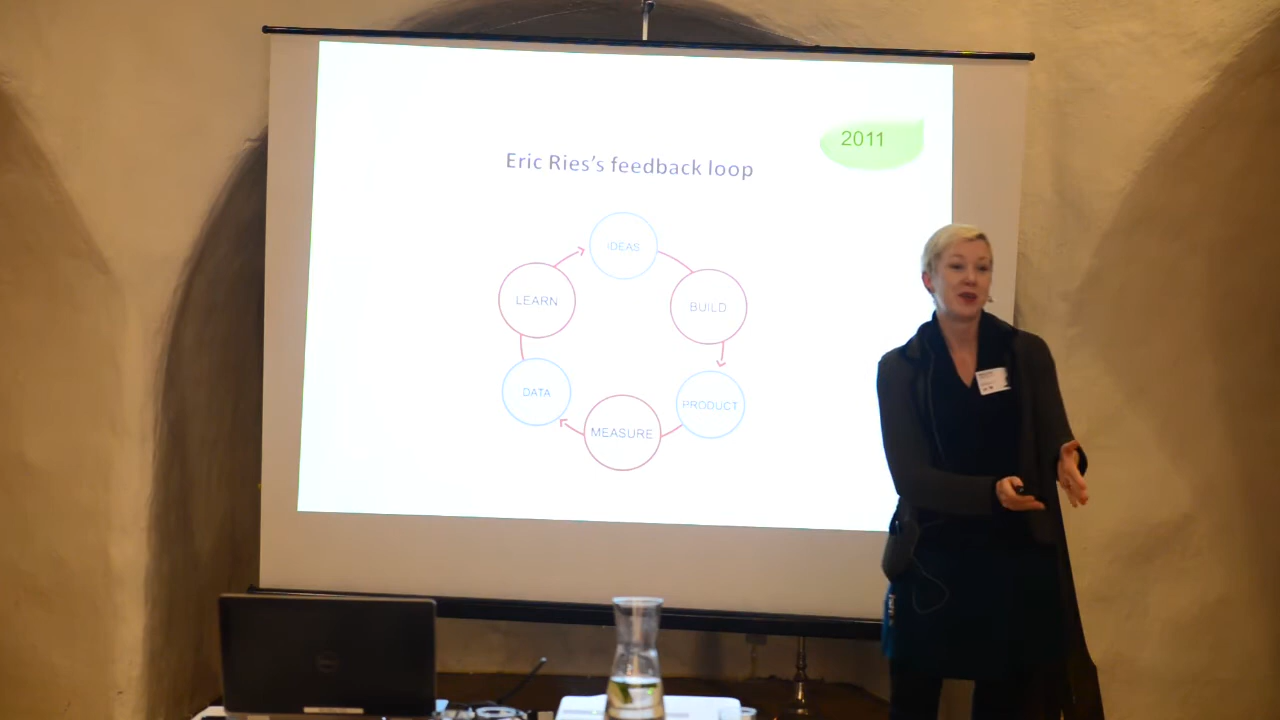 2011
Eric Ries's feedback loop
IDEAS
LEARN
BUILD
DATA
PRODUCT
MEASURE